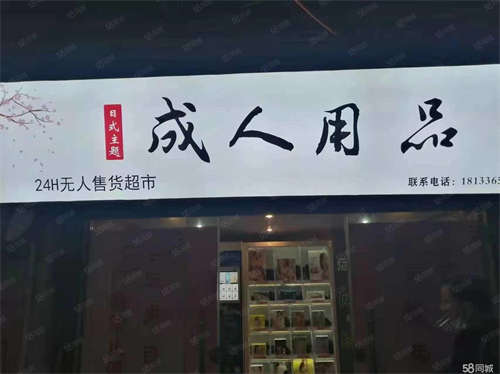 日式主题
成人用品
24H无人售货超市
联系电话：1813365
58同城